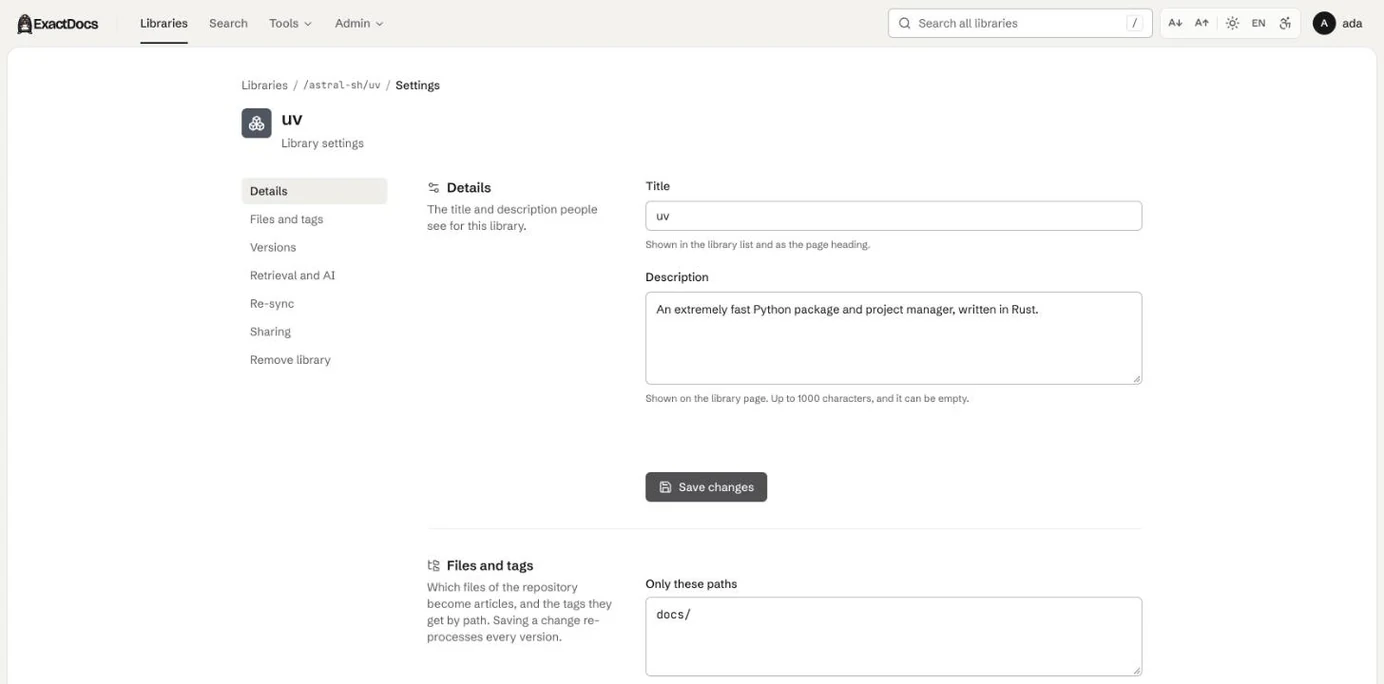 ExactDocs
Libraries
Search
Tools
Admin
Search all libraries
/
A↓
A↑
EN
A
ada
Libraries / /astral-sh/uv / Settings
uv
Library settings
Details
Files and tags
Versions
Retrieval and AI
Re-sync
Sharing
Remove library
Details
The title and description people
see for this library.
Title
uv
Shown in the library list and as the page heading.
Description
An extremely fast Python package and project manager, written in Rust.
Shown on the library page. Up to 1000 characters, and it can be empty.
Save changes
Files and tags
Which files of the repository
become articles, and the tags they
get by path. Saving a change re-
processes every version.
Only these paths
docs/